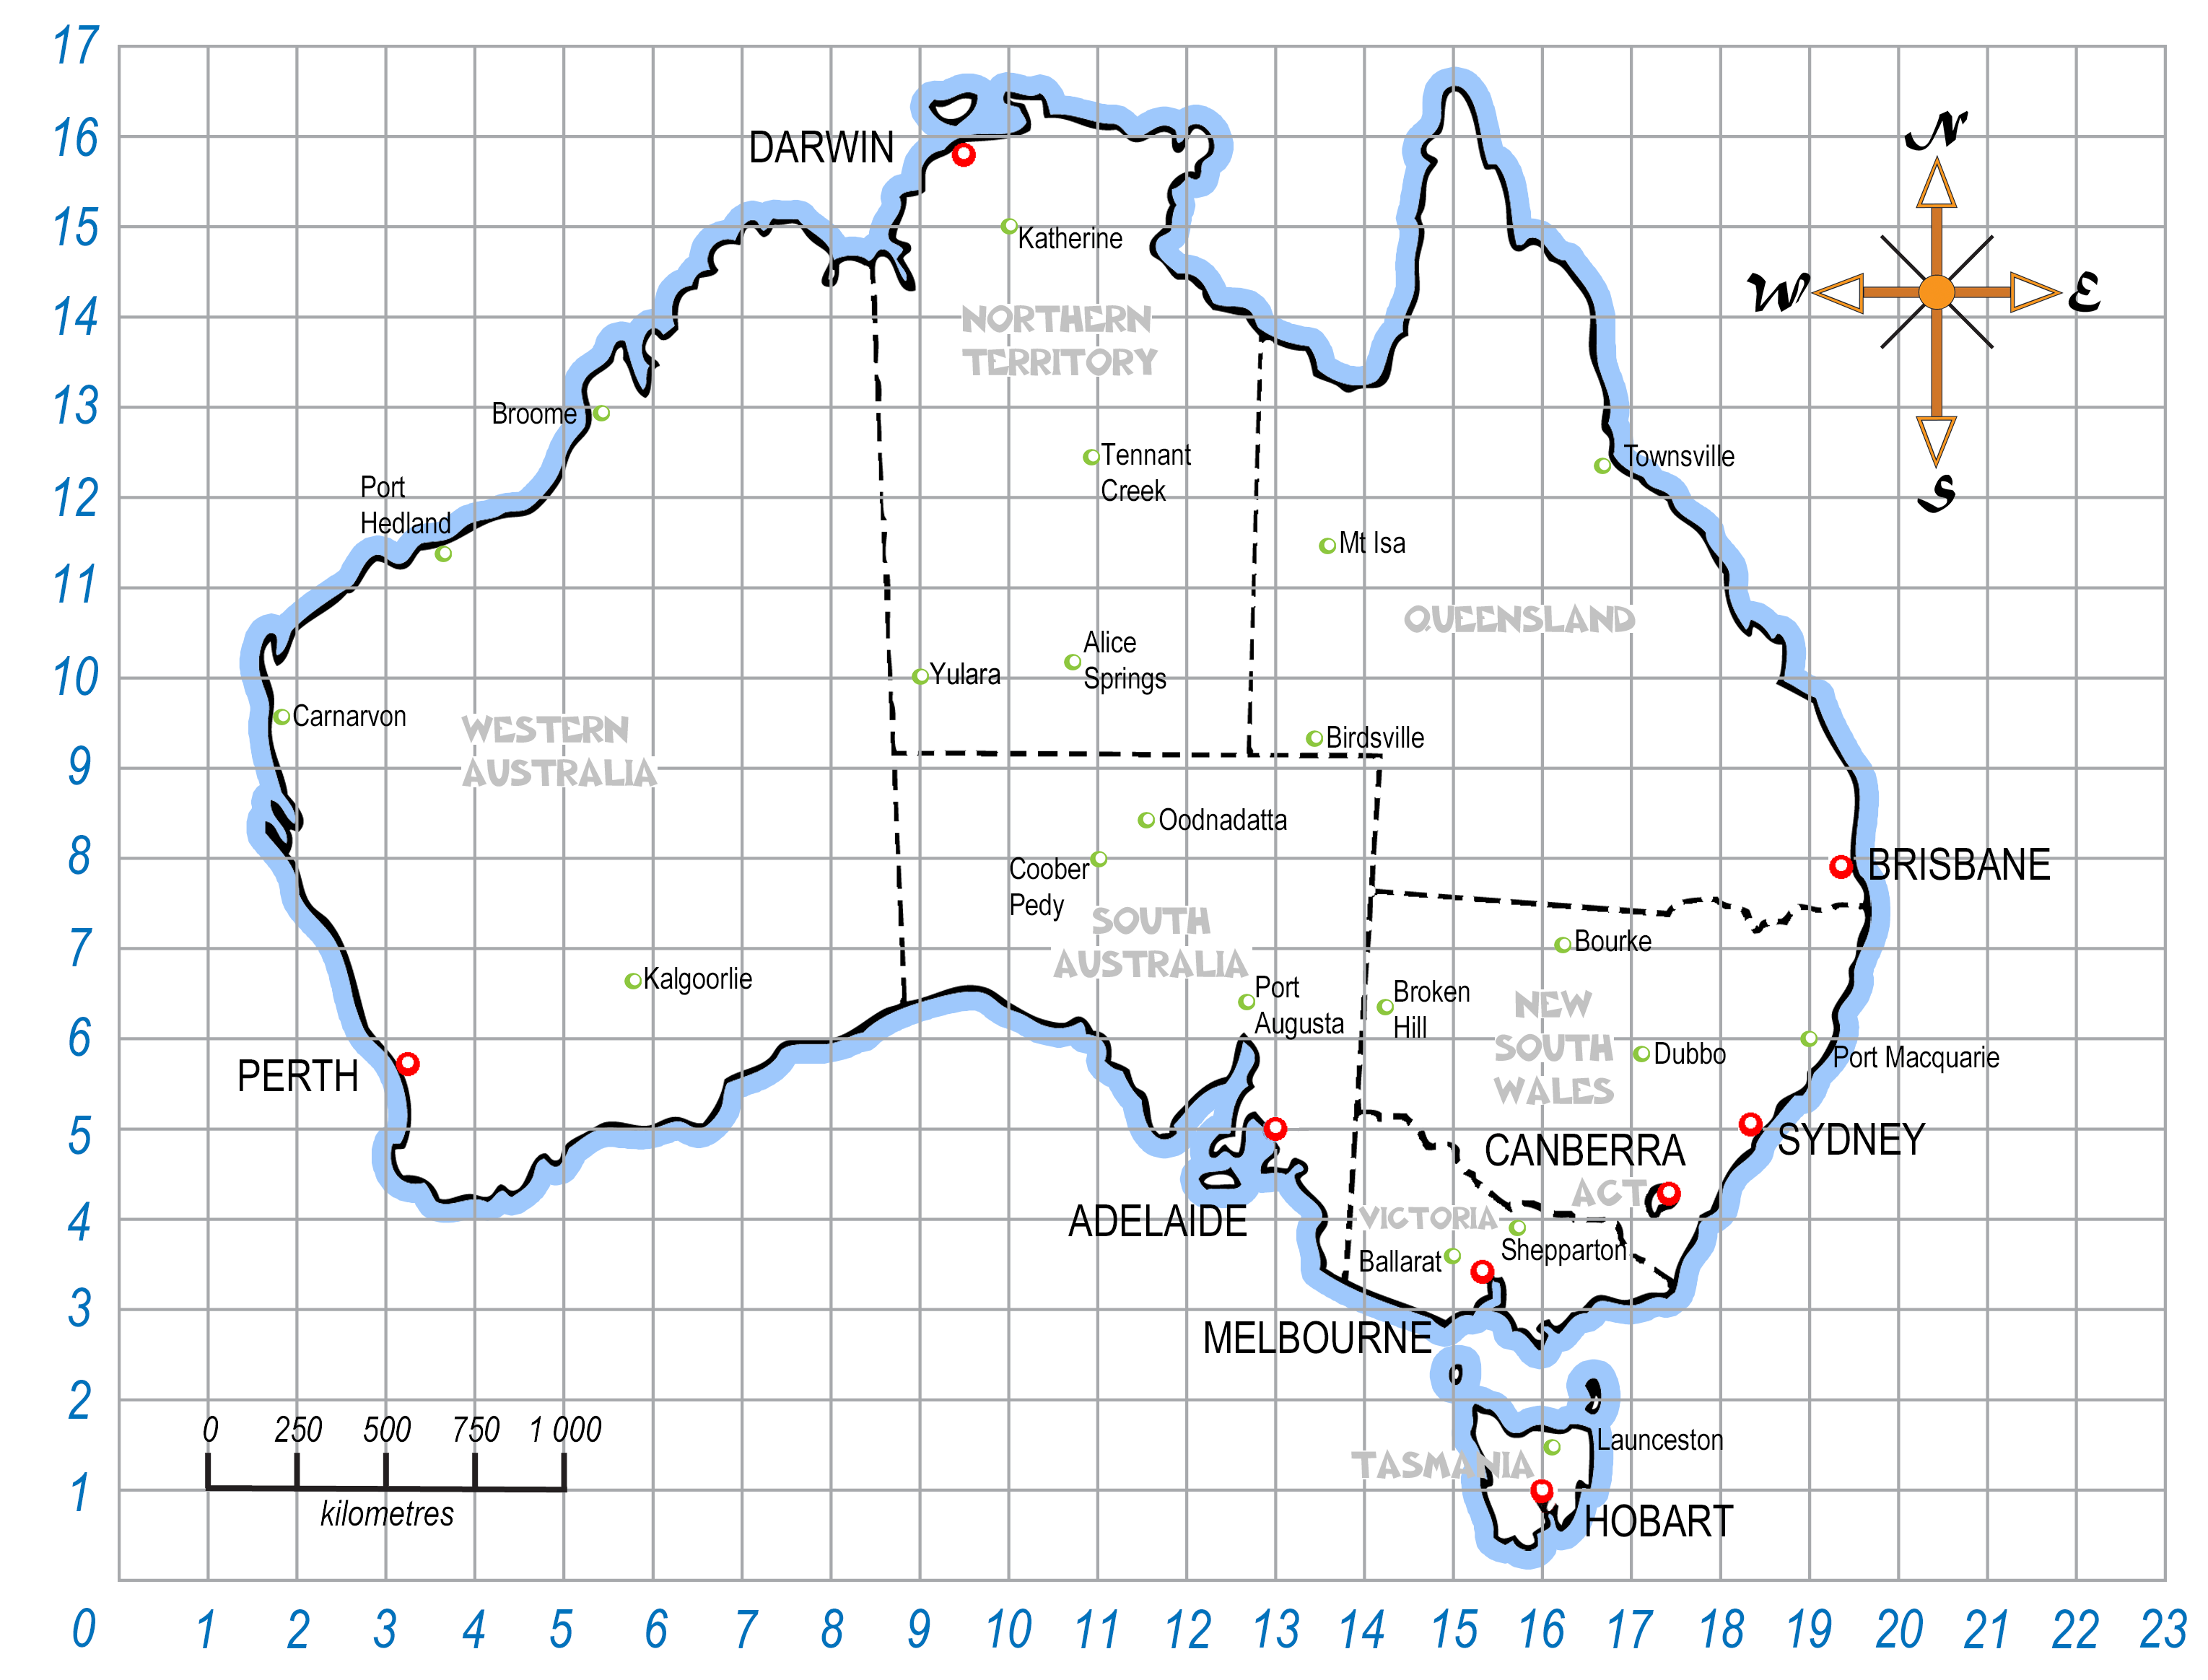 17
16
15
14
13
12
11
10
9
8
7
6
5
4
3
2
1
0
1
2
3
4
5
6
7
8
9
10
11
12
13
14
15
16
17
18
19
20
21
22
23
N
W
E
S
DARWIN
Katherine
NORTHERN
TERRITORY
Broome
Tennant
Creek
Townsville
Port
Hedland
Mt Isa
QUEENSLAND
Alice
Springs
Yulara
Carnarvon
WESTERN
AUSTRALIA
Birdsville
Oodnadatta
Coober
Pedy
BRISBANE
SOUTH
AUSTRALIA
Bourke
Kalgoorlie
Port
Augusta
Broken
Hill
NEW
SOUTH
WALES
Dubbo
Port Macquarie
PERTH
SYDNEY
CANBERRA
ACT
ADELAIDE
VICTORIA
Shepparton
Ballarat
MELBOURNE
Launceston
TASMANIA
HOBART
0 250 500 750 1 000
kilometres